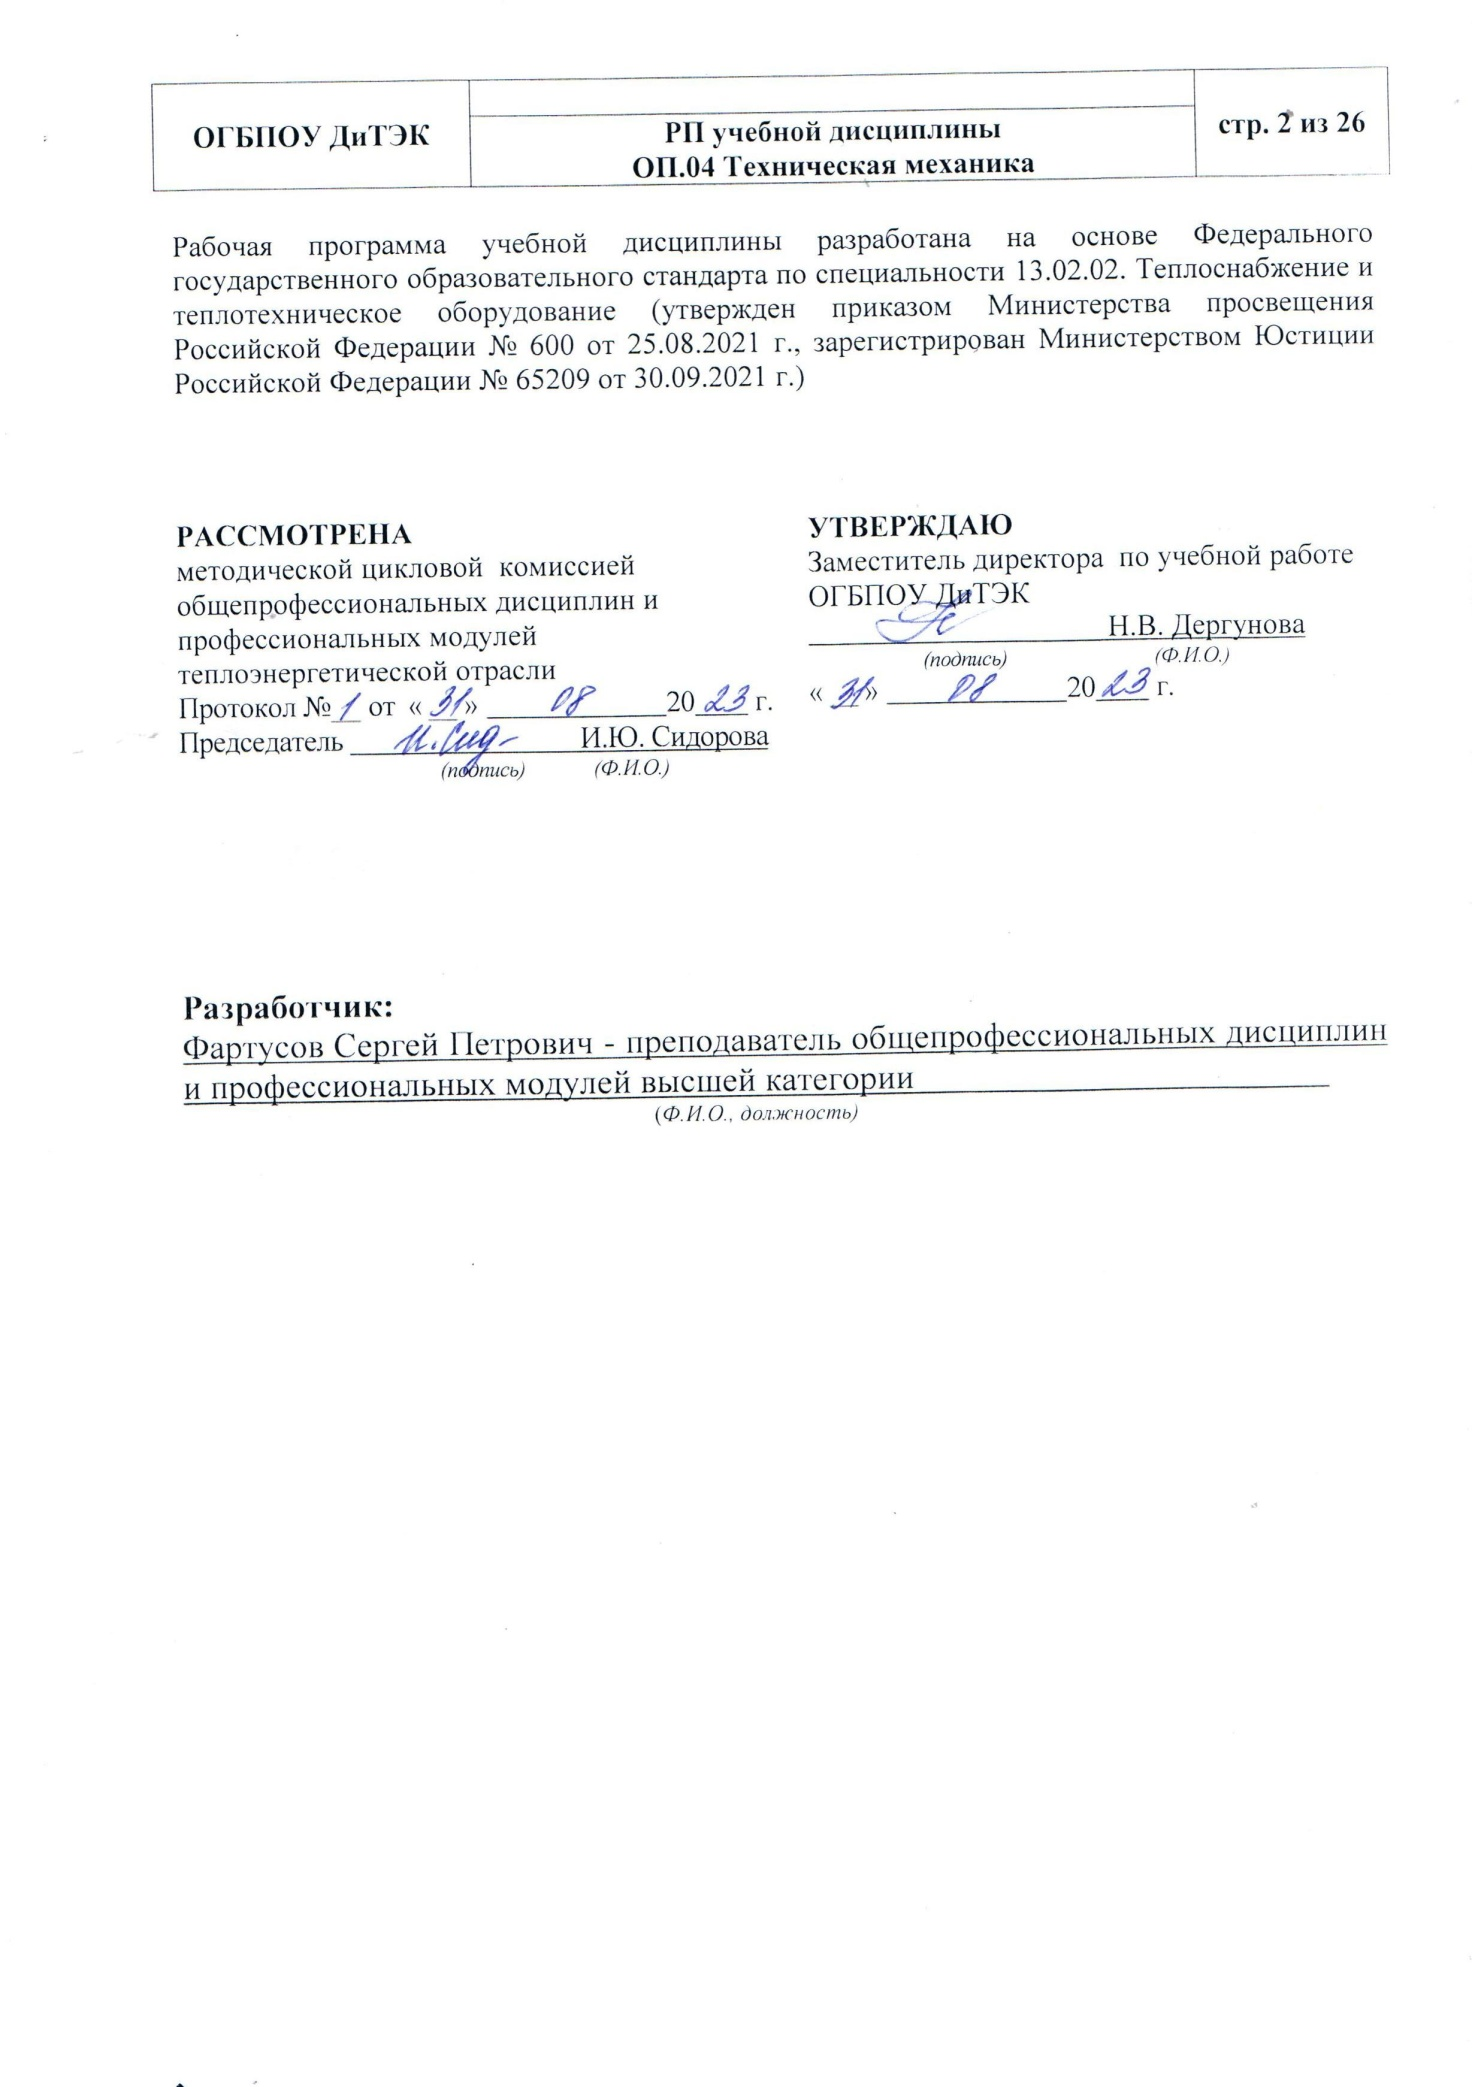 ОГБПОУ ДиТЭК
РП учебной дисциплины
ОП.04 Техническая механика
стр. 2 из 26
Рабочая программа учебной дисциплины разработана на основе Федерального
государственного образовательного стандарта по специальности 13.02.02. Теплоснабжение и
теплотехническое оборудование (утвержден приказом Министерства просвещения
Российской Федерации № 600 от 25.08.2021 г., зарегистрирован Министерством Юстиции
Российской Федерации № 65209 от 30.09.2021 г.)
РАССМОТРЕНА
методической цикловой комиссией
общепрофессиональных дисциплин и
профессиональных модулей
теплоэнергетической отрасли
Протокол № 1 от « 31 » 08 2023 г.
Председатель И. Сид- И.Ю. Сидорова
(подпись) (Ф.И.О.)
УТВЕРЖДАЮ
Заместитель директора по учебной работе
ОГБПОУ ДиТЭК
Н.В. Дергунова
(подпись) (Ф.И.О.)
« 31 » 08 2023 г.
Разработчик:
Фартусов Сергей Петрович - преподаватель общепрофессиональных дисциплин
и профессиональных модулей высшей категории
(Ф.И.О., должность)